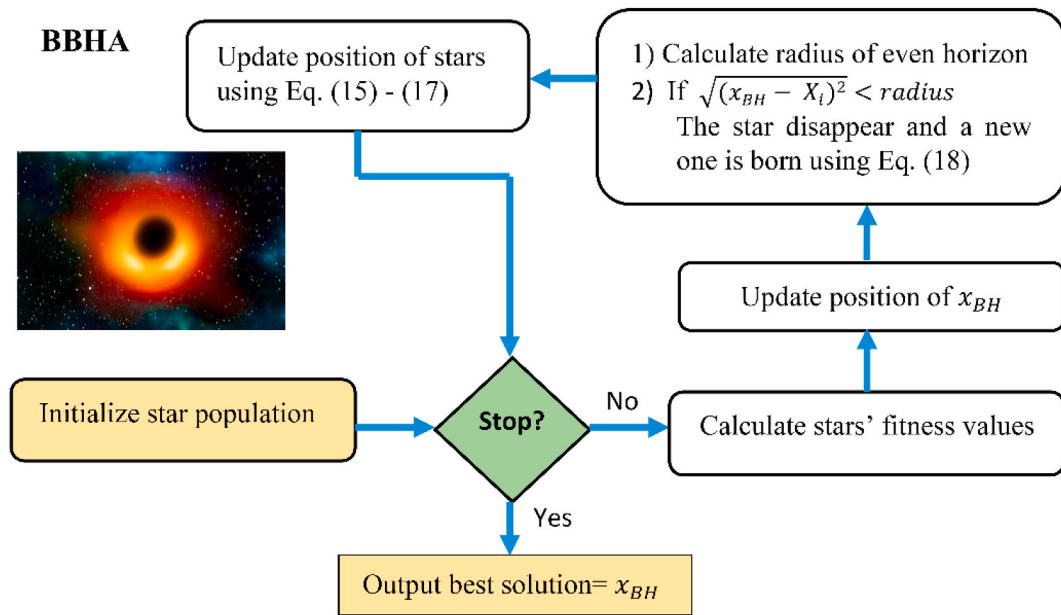 BBHA
Update position of stars
using Eq. (15) - (17)
1) Calculate radius of even horizon
2) If √(x_BH − X_i)² < radius
The star disappear and a new
one is born using Eq. (18)
Update position of x_BH
Initialize star population
Stop?
No
Calculate stars’ fitness values
Yes
Output best solution= x_BH